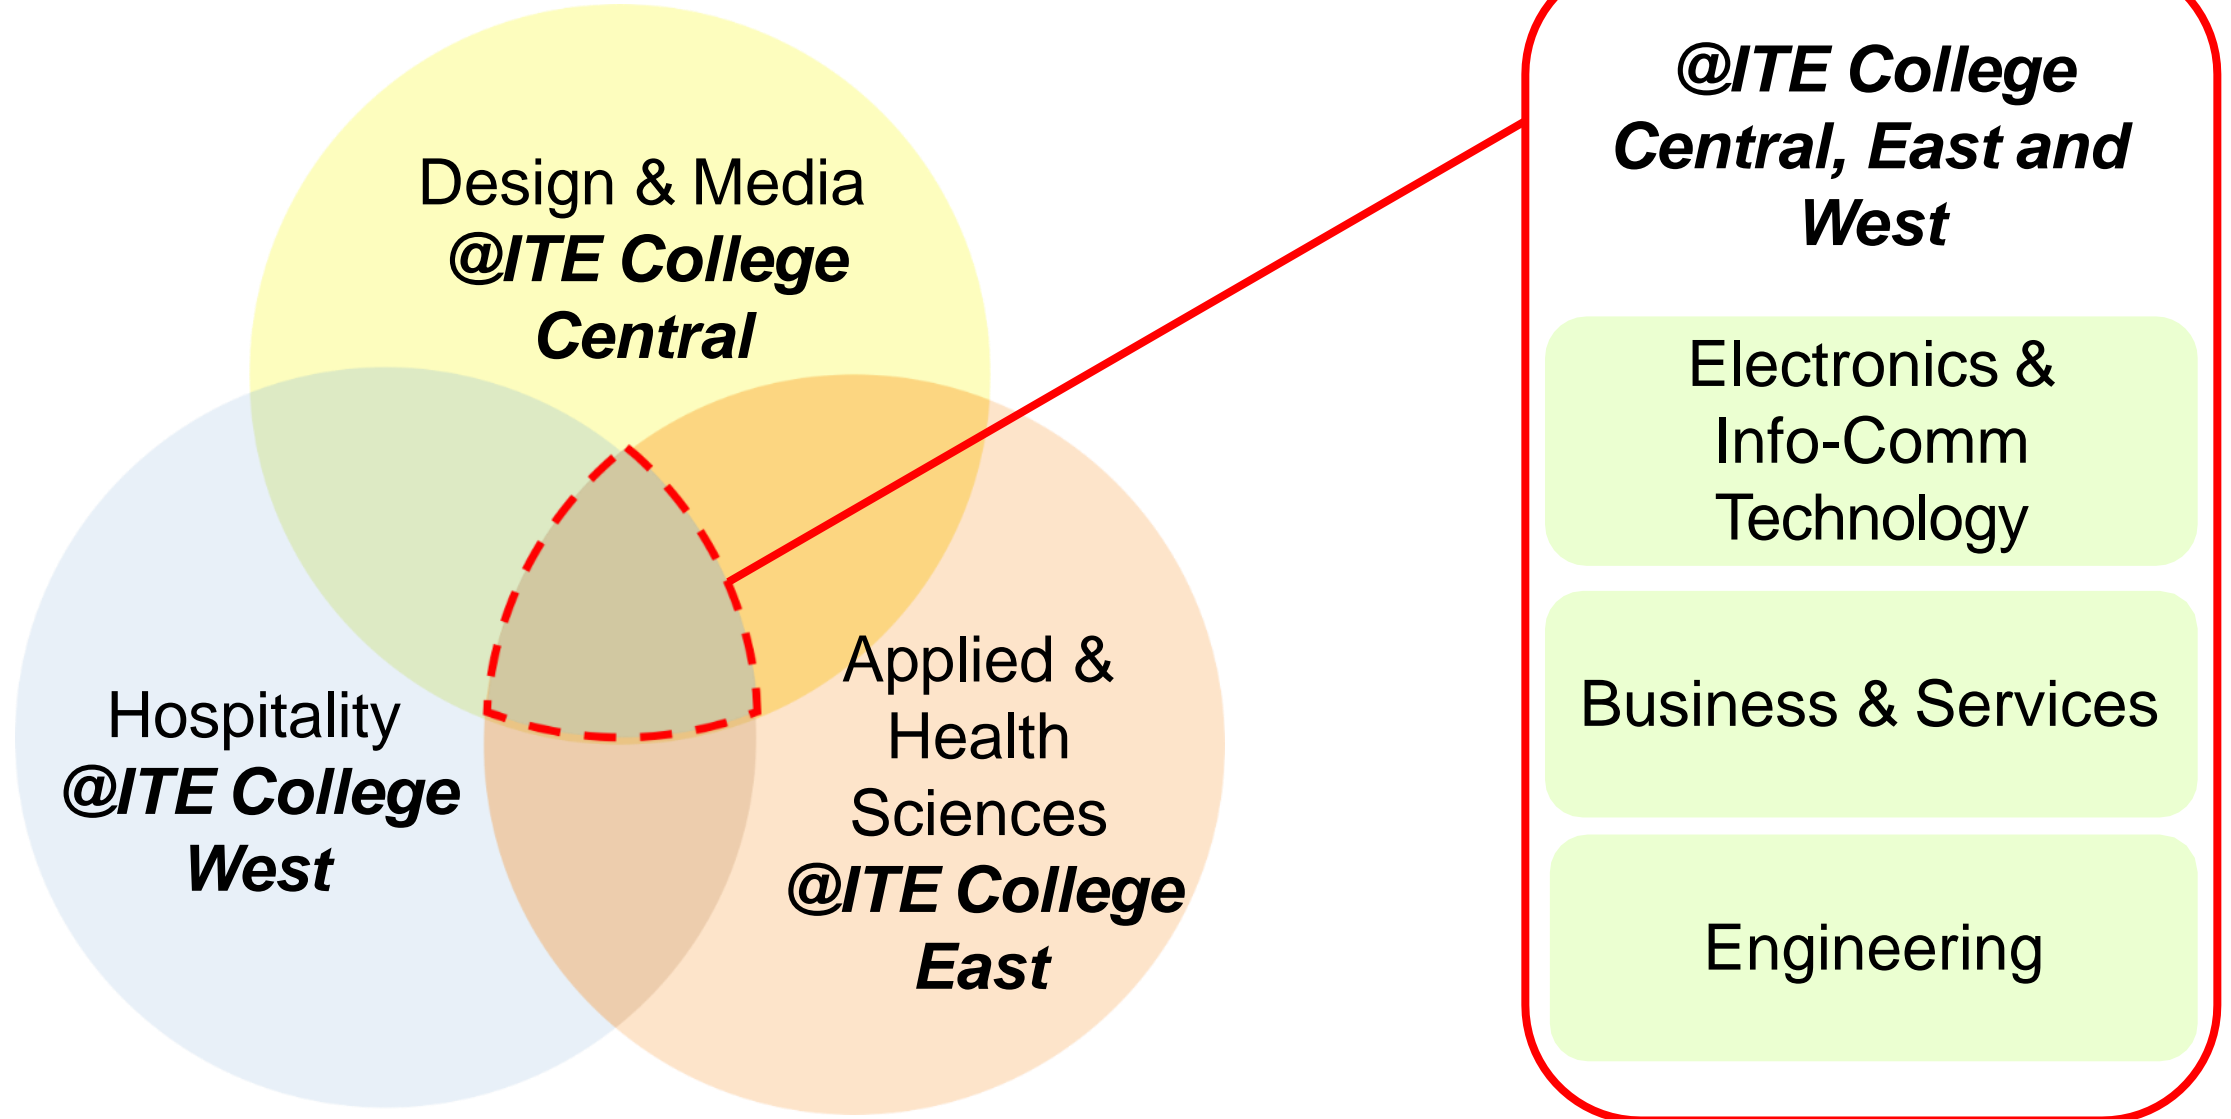 Design & Media
@ITE College
Central
Hospitality
@ITE College
West
Applied &
Health
Sciences
@ITE College
East
@ITE College
Central, East and
West
Electronics &
Info-Comm
Technology
Business & Services
Engineering